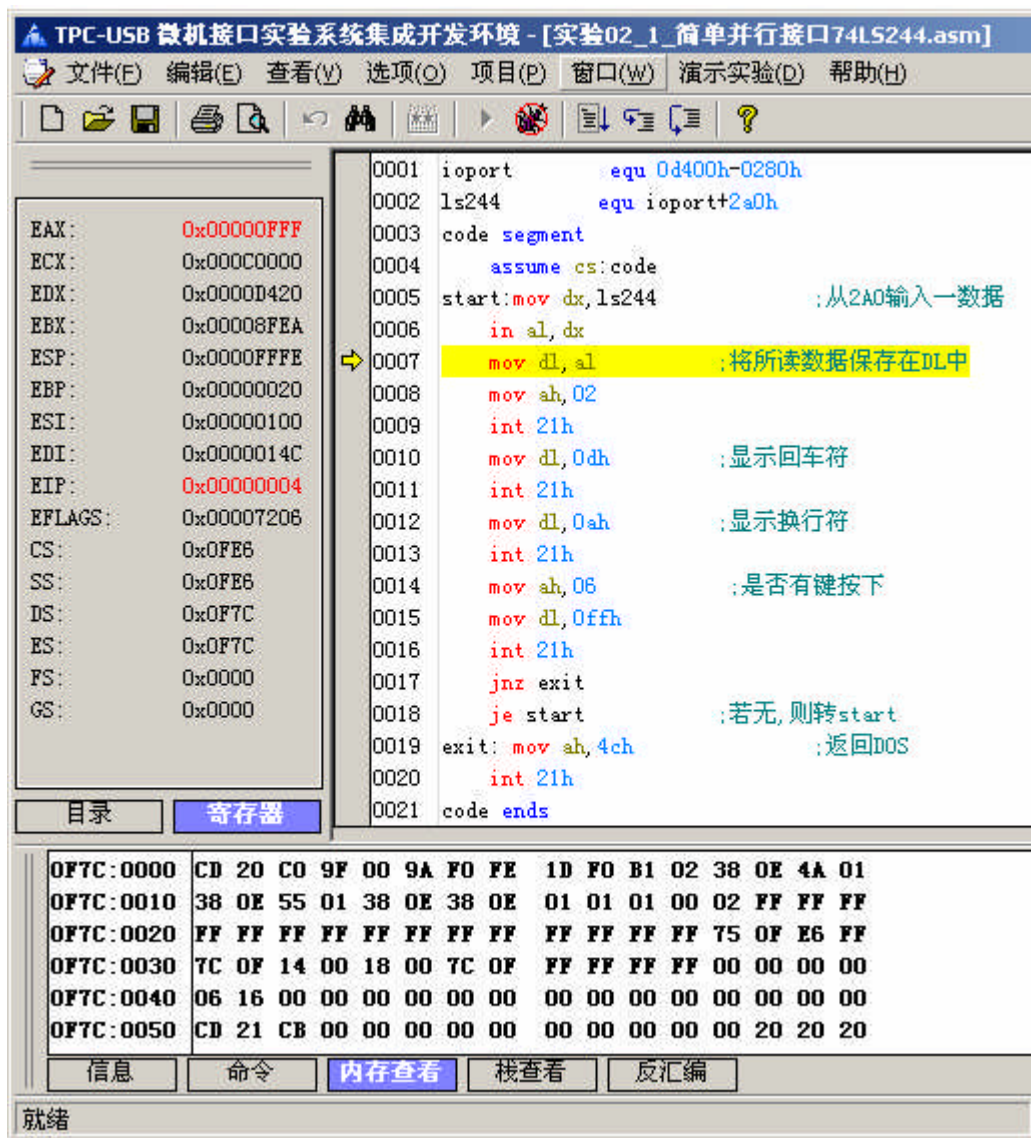 TPC-USB 微机接口实验系统集成开发环境 - [实验02_1_简单并行接口74LS244.asm]
文件(F) 编辑(E) 查看(V) 选项(O) 项目(P) 窗口(W) 演示实验(D) 帮助(H)
EAX: 0x00000FFF
ECX: 0x000C0000
EDX: 0x0000D420
EBX: 0x00008FEA
ESP: 0x0000FFFE
EBP: 0x00000020
ESI: 0x00000100
EDI: 0x0000014C
EIP: 0x00000004
EFLAGS: 0x00007206
CS: 0x0FE6
SS: 0x0FE6
DS: 0x0F7C
ES: 0x0F7C
FS: 0x0000
GS: 0x0000
目录 寄存器
0001 ioport equ 0d400h-0280h
0002 ls244 equ ioport+2a0h
0003 code segment
0004 assume cs:code
0005 start:mov dx,ls244 ;从2A0输入一数据
0006 in al,dx
0007 mov dl,al ;将所读数据保存在DL中
0008 mov ah,02
0009 int 21h
0010 mov dl,0dh ;显示回车符
0011 int 21h
0012 mov dl,0ah ;显示换行符
0013 int 21h
0014 mov ah,06 ;是否有键按下
0015 mov dl,0ffh
0016 int 21h
0017 jnz exit
0018 je start ;若无,则转start
0019 exit: mov ah,4ch ;返回DOS
0020 int 21h
0021 code ends
0F7C:0000 CD 20 C0 9F 00 9A F0 FE 1D F0 B1 02 38 0E 4A 01
0F7C:0010 38 0E 55 01 38 0E 38 0E 01 01 01 00 02 FF FF FF
0F7C:0020 FF FF FF FF FF FF FF FF FF FF FF FF 75 0F E6 FF
0F7C:0030 7C 0F 14 00 18 00 7C 0F FF FF FF FF 00 00 00 00
0F7C:0040 06 16 00 00 00 00 00 00 00 00 00 00 00 00 00 00
0F7C:0050 CD 21 CB 00 00 00 00 00 00 00 00 00 00 20 20 20
信息 命令 内存查看 栈查看 反汇编
就绪